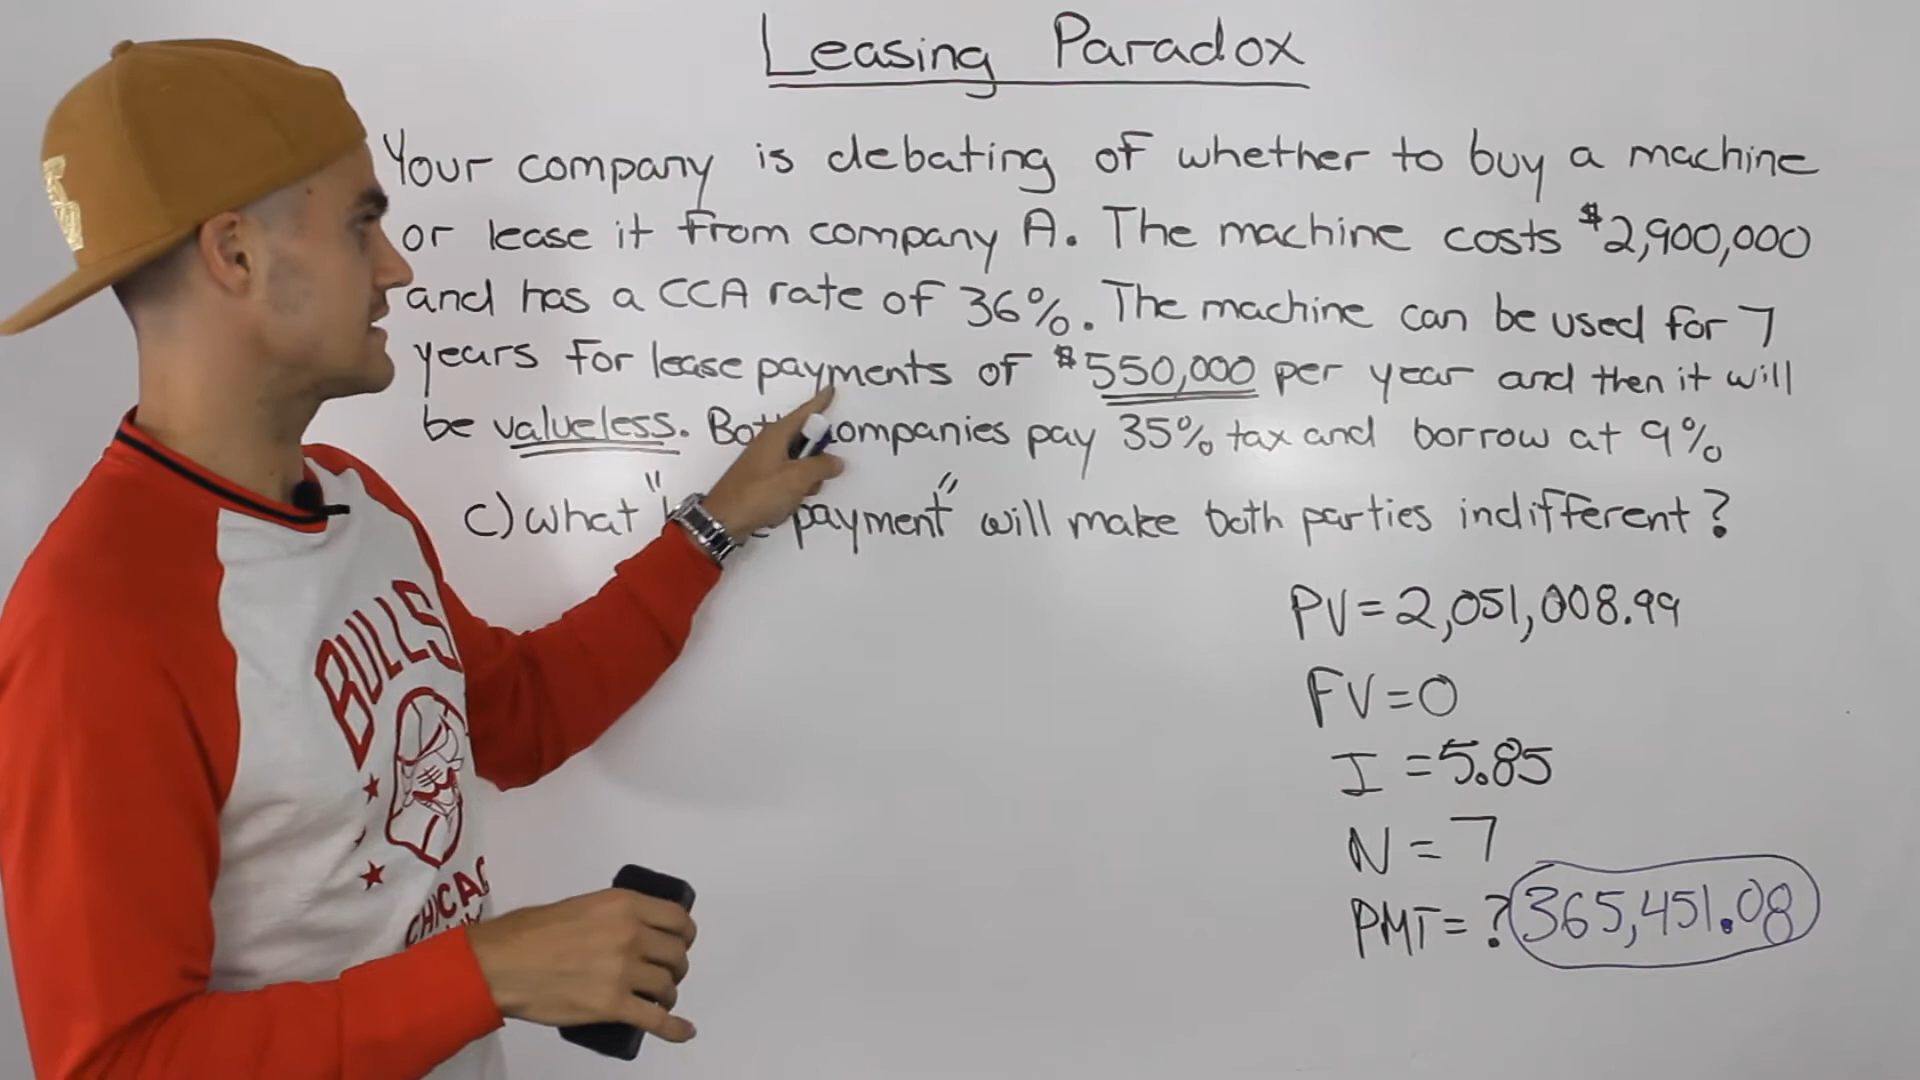 Leasing Paradox
Your company is debating of whether to buy a machine
or lease it from company A. The machine costs $2,900,000
and has a CCA rate of 36%. The machine can be used for 7
years for lease payments of $550,000 per year and then it will
be valueless. companies pay 35% tax and borrow at 9%
c) what " payment" will make both parties indifferent?
PV=2,051,008.99
FV=0
I=5.85
N=7
PMT=? 365,451.08
BULLS